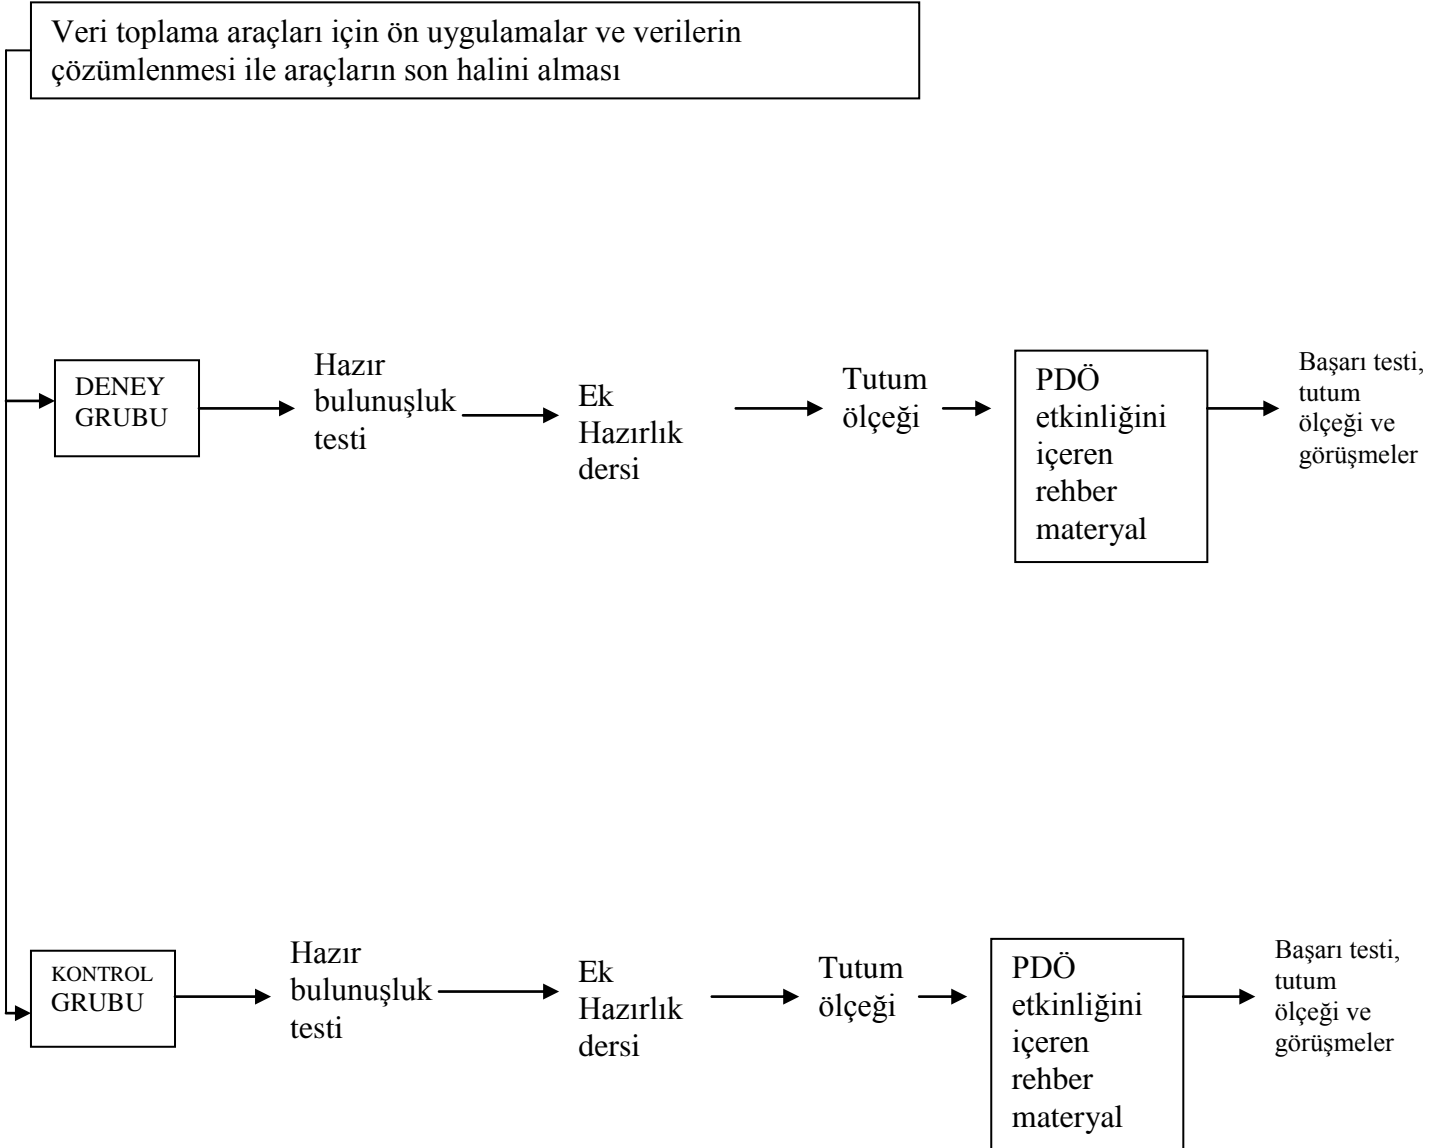 Veri toplama araçları için ön uygulamalar ve verilerin
çözümlenmesi ile araçların son halini alması
DENEY
GRUBU
Hazır
bulunuşluk
testi
Ek
Hazırlık
dersi
Tutum
ölçeği
PDÖ
etkinliğini
içeren
rehber
materyal
Başarı testi,
tutum
ölçeği ve
görüşmeler
KONTROL
GRUBU
Hazır
bulunuşluk
testi
Ek
Hazırlık
dersi
Tutum
ölçeği
PDÖ
etkinliğini
içeren
rehber
materyal
Başarı testi,
tutum
ölçeği ve
görüşmeler